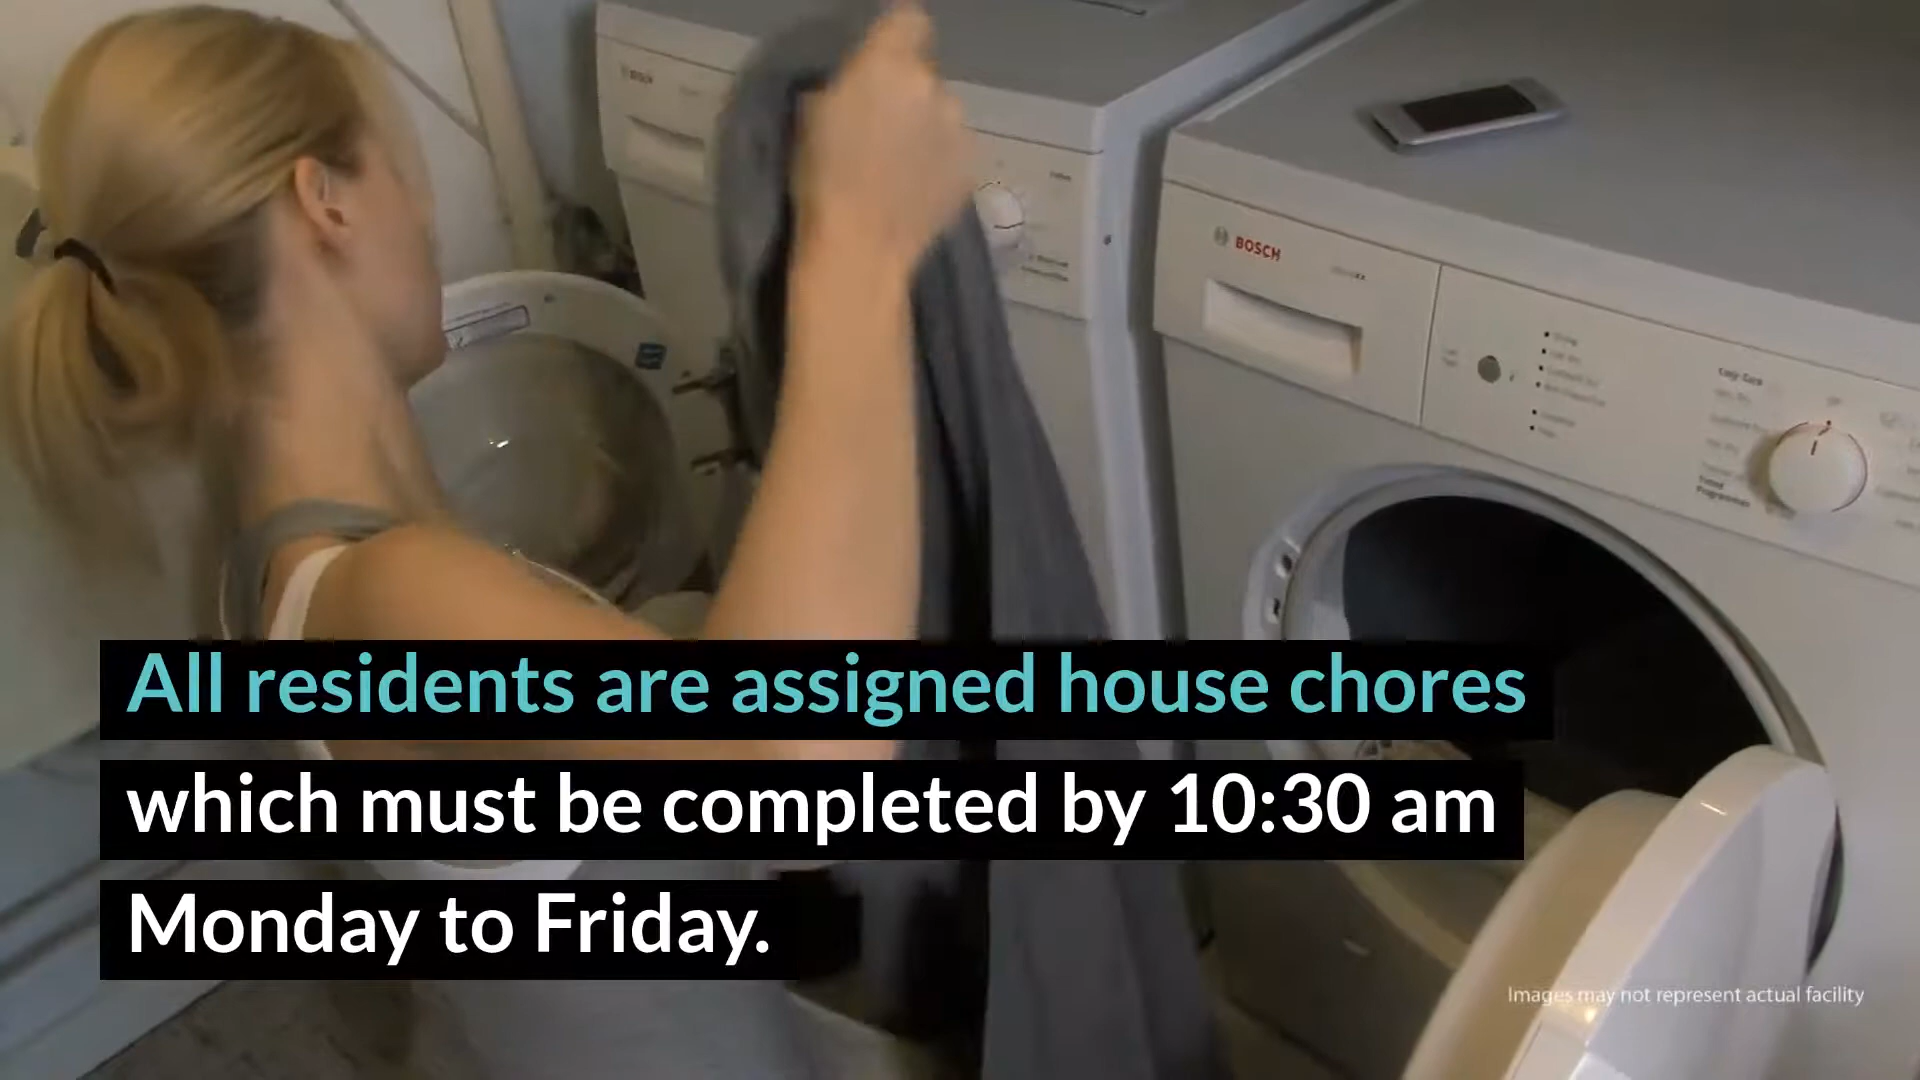 BOSCH
BOSCH
All residents are assigned house chores
which must be completed by 10:30 am
Monday to Friday.
Images may not represent actual facility